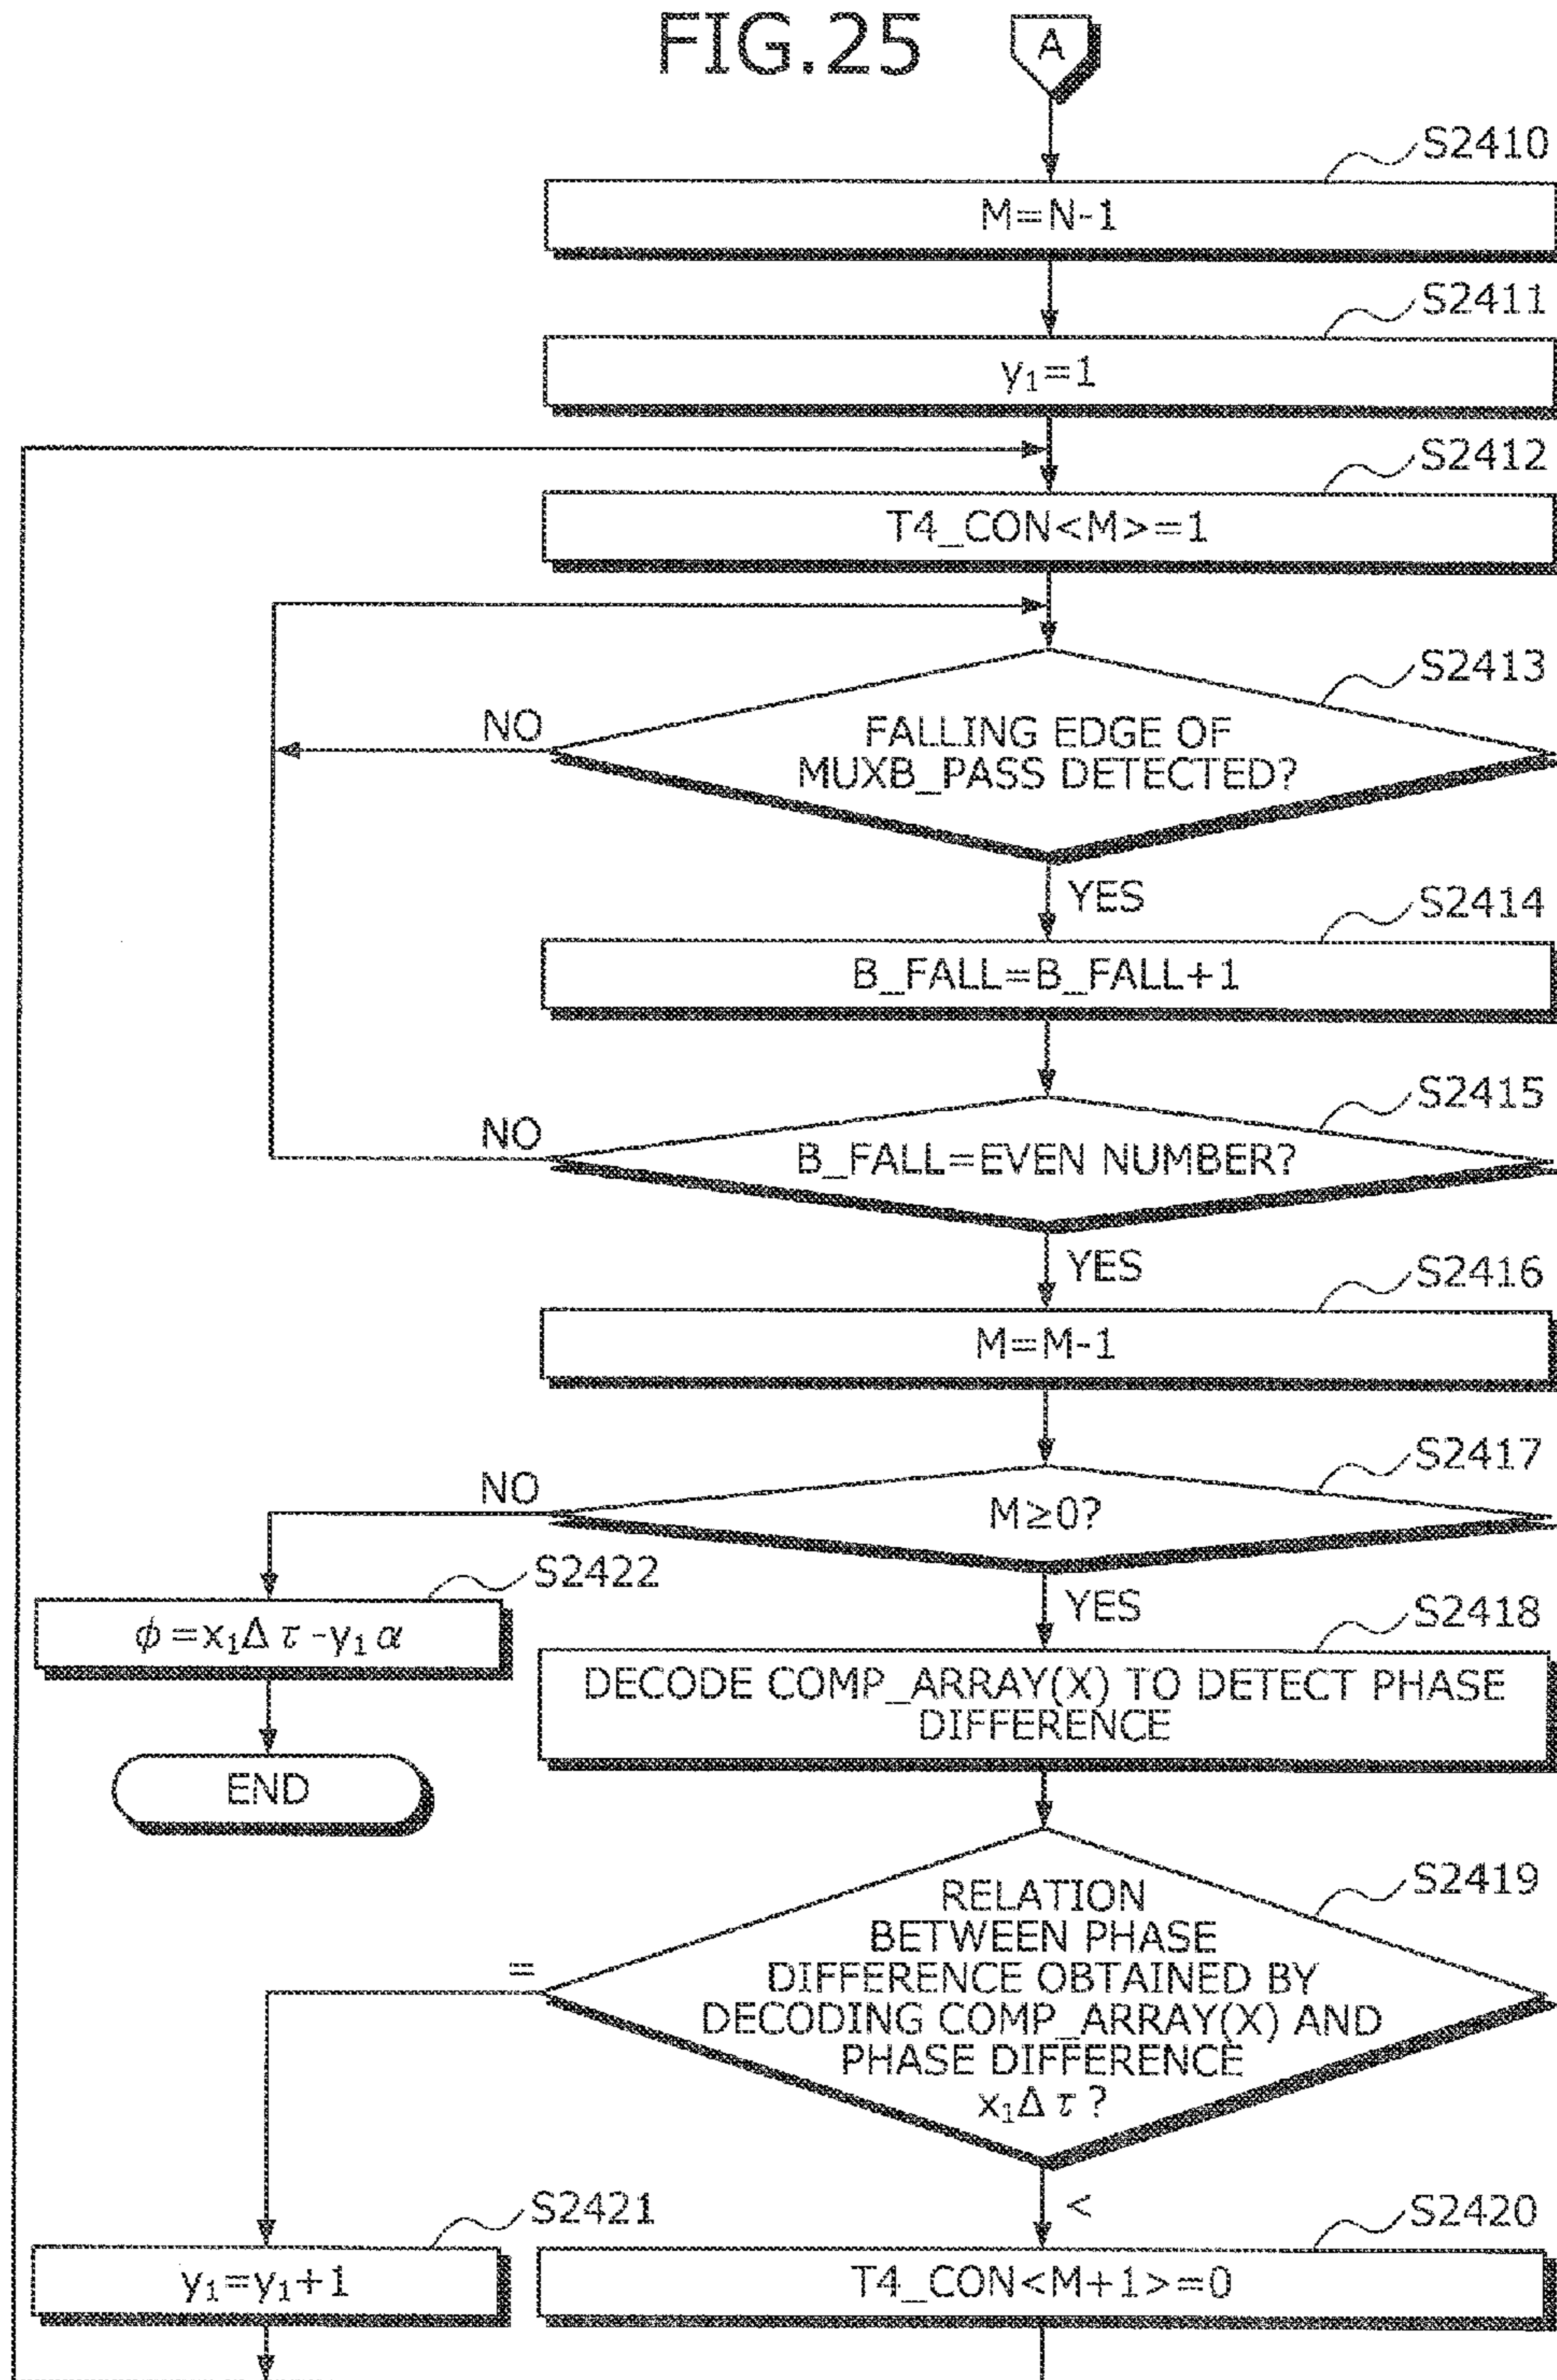 FIG.25
A
S2410
M=N-1
S2411
y₁=1
S2412
T4_CON<M>=1
S2413
FALLING EDGE OF
MUXB_PASS DETECTED?
NO
YES
S2414
B_FALL=B_FALL+1
S2415
B_FALL=EVEN NUMBER?
NO
YES
S2416
M=M-1
S2417
M≥0?
NO
YES
S2422
ϕ=x₁Δτ-y₁α
END
S2418
DECODE COMP_ARRAY(X) TO DETECT PHASE
DIFFERENCE
S2419
RELATION
BETWEEN PHASE
DIFFERENCE OBTAINED BY
DECODING COMP_ARRAY(X) AND
PHASE DIFFERENCE
x₁Δτ?
=
<
S2421
y₁=y₁+1
S2420
T4_CON<M+1>=0